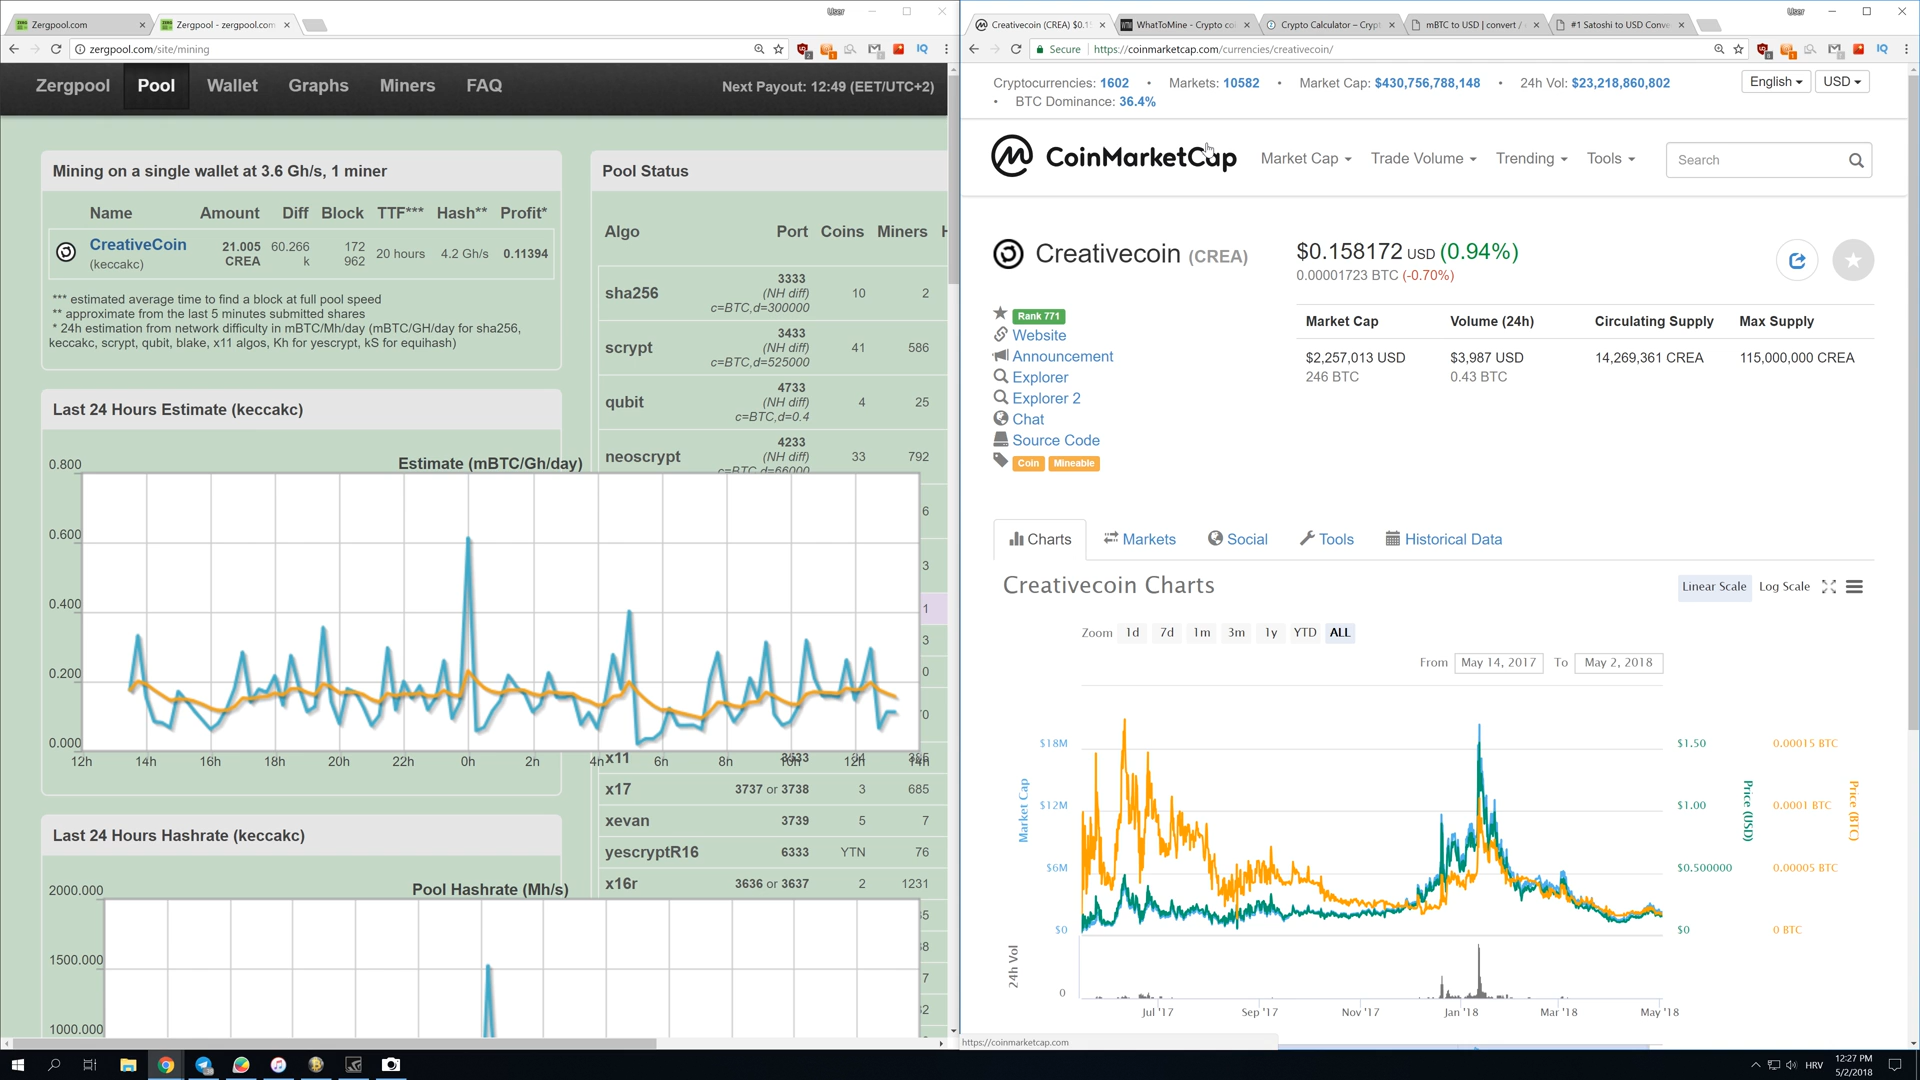 Zergpool.com
Zergpool - zergpool.com
User
zergpool.com/site/mining
Zergpool Pool Wallet Graphs Miners FAQ
Next Payout: 12:49 (EET/UTC+2)
Mining on a single wallet at 3.6 Gh/s, 1 miner
Name Amount Diff Block TTF*** Hash** Profit*
CreativeCoin
(keccakc)
21.005 CREA
60.266 k
172 962
20 hours
4.2 Gh/s
0.11394
*** estimated average time to find a block at full pool speed
** approximate from the last 5 minutes submitted shares
* 24h estimation from network difficulty in mBTC/Mh/day (mBTC/GH/day for sha256,
keccakc, scrypt, qubit, blake, x11 algos, Kh for yescrypt, kS for equihash)
Last 24 Hours Estimate (keccakc)
Estimate (mBTC/Gh/day)
0.800
0.600
0.400
0.200
0.000
12h 14h 16h 18h 20h 22h 0h 2h 4h 6h 8h 10h 12h 14h
Last 24 Hours Hashrate (keccakc)
Pool Hashrate (Mh/s)
2000.000
1500.000
1000.000
Pool Status
Algo Port Coins Miners H
sha256 3333 (NH diff) c=BTC,d=300000 10 2
scrypt 3433 (NH diff) c=BTC,d=525000 41 586
qubit 4733 (NH diff) c=BTC,d=0.4 4 25
neoscrypt 4233 (NH diff) c=BTC,d=66000 33 792
6
3
1
3
0
0
x11 3533
x17 3737 or 3738 3 685
xevan 3739 5 7
yescryptR16 6333 YTN 76
x16r 3636 or 3637 2 1231
Creativecoin (CREA) $0.1
WhatToMine - Crypto co
Crypto Calculator – Crypt
mBTC to USD | convert /
#1 Satoshi to USD Conv
User
Secure
https://coinmarketcap.com/currencies/creativecoin/
Cryptocurrencies: 1602 • Markets: 10582 • Market Cap: $430,756,788,148 • 24h Vol: $23,218,860,802
• BTC Dominance: 36.4%
English
USD
CoinMarketCap
Market Cap Trade Volume Trending Tools
Search
Creativecoin (CREA)
$0.158172 USD (0.94%)
0.00001723 BTC (-0.70%)
Rank 771
Website
Announcement
Explorer
Explorer 2
Chat
Source Code
Coin Mineable
Market Cap Volume (24h) Circulating Supply Max Supply
$2,257,013 USD $3,987 USD 14,269,361 CREA 115,000,000 CREA
246 BTC 0.43 BTC
Charts Markets Social Tools Historical Data
Creativecoin Charts
Linear Scale Log Scale
Zoom 1d 7d 1m 3m 1y YTD ALL
From May 14, 2017 To May 2, 2018
$18M
$12M
$6M
$0
Market Cap
$1.50
$1.00
$0.500000
$0
Price (USD)
0.00015 BTC
0.0001 BTC
0.00005 BTC
0 BTC
Price (BTC)
24h Vol
0
Jul '17 Sep '17 Nov '17 Jan '18 Mar '18 May '18
https://coinmarketcap.com
HRV
12:27 PM
5/2/2018